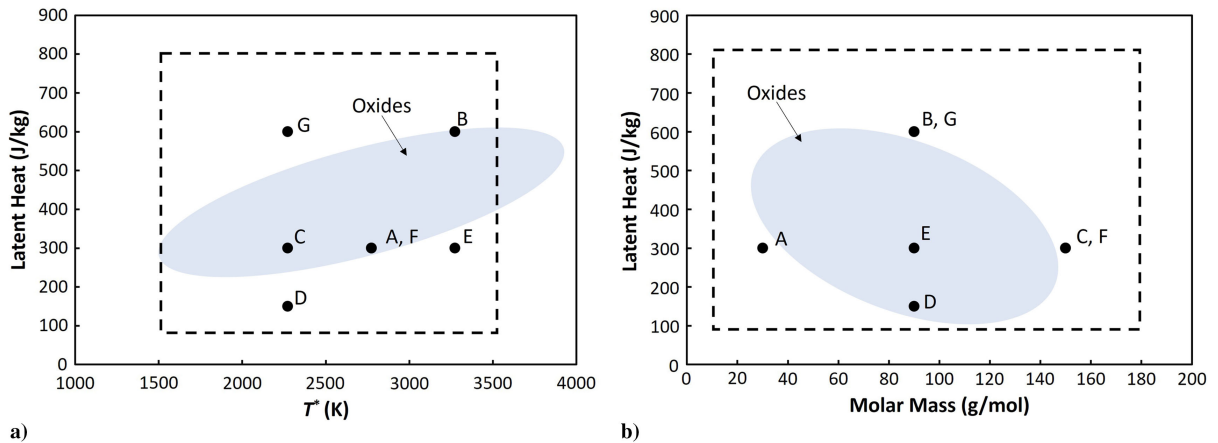 900
800
700
600
500
400
300
200
100
0
Latent Heat (J/kg)
Oxides
G
B
C
A, F
E
D
1000 1500 2000 2500 3000 3500 4000
T* (K)
a)
900
800
700
600
500
400
300
200
100
0
Latent Heat (J/kg)
Oxides
B, G
A
E
C, F
D
0 20 40 60 80 100 120 140 160 180 200
Molar Mass (g/mol)
b)